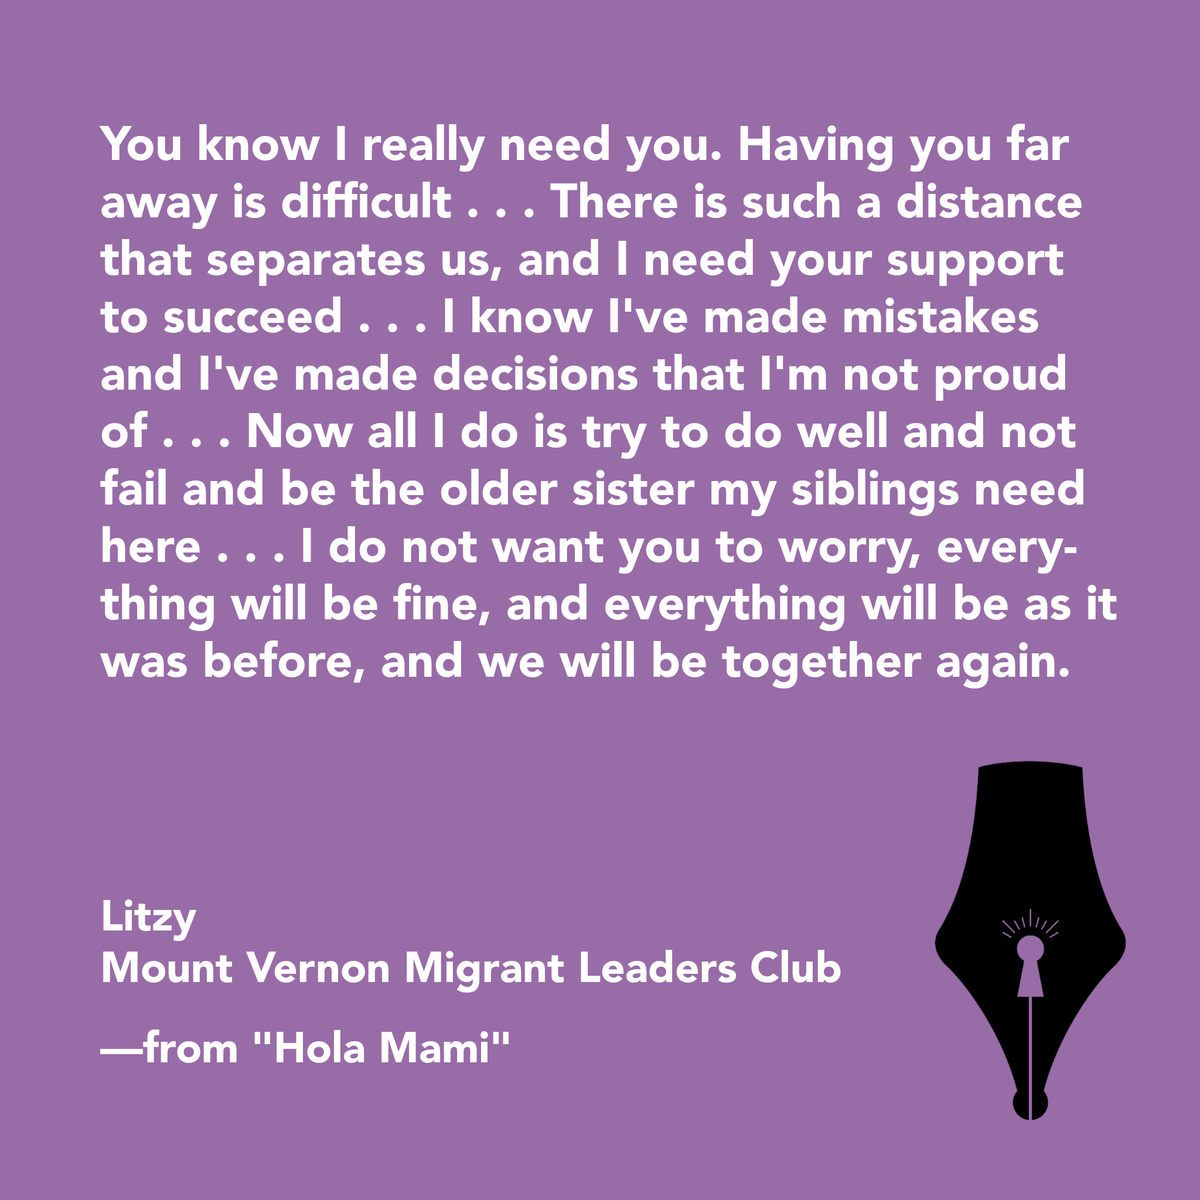 You know I really need you. Having you far
away is difficult . . . There is such a distance
that separates us, and I need your support
to succeed . . . I know I've made mistakes
and I've made decisions that I'm not proud
of . . . Now all I do is try to do well and not
fail and be the older sister my siblings need
here . . . I do not want you to worry, every-
thing will be fine, and everything will be as it
was before, and we will be together again.
Litzy
Mount Vernon Migrant Leaders Club
—from "Hola Mami"